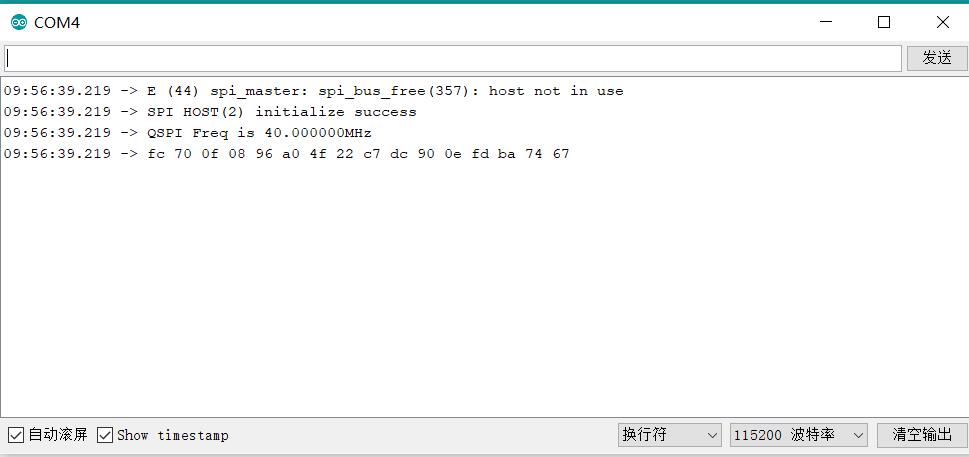 COM4
发送
09:56:39.219 -> E (44) spi_master: spi_bus_free(357): host not in use
09:56:39.219 -> SPI HOST(2) initialize success
09:56:39.219 -> QSPI Freq is 40.000000MHz
09:56:39.219 -> fc 70 0f 08 96 a0 4f 22 c7 dc 90 0e fd ba 74 67
自动滚屏 Show timestamp 换行符 115200 波特率 清空输出